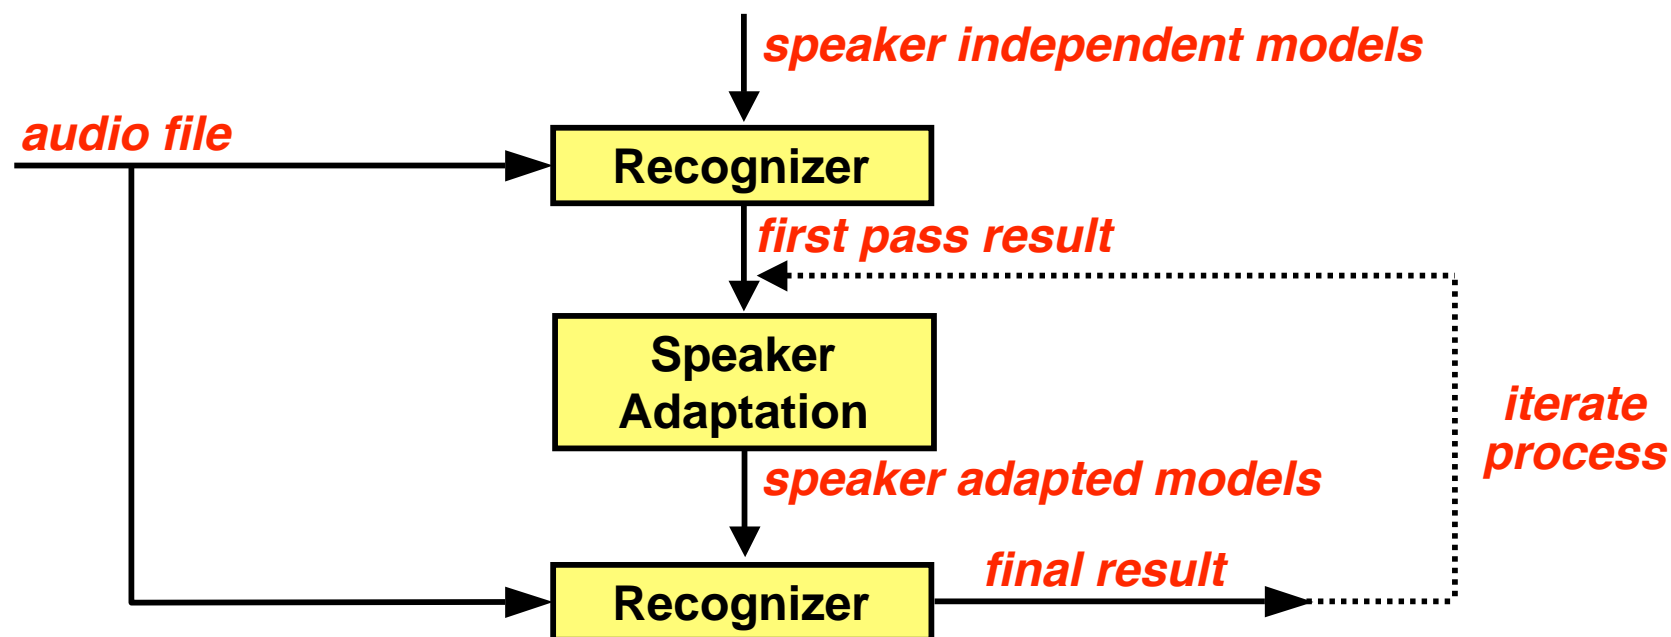 speaker independent models
audio file
Recognizer
first pass result
Speaker
Adaptation
iterate
process
speaker adapted models
final result
Recognizer